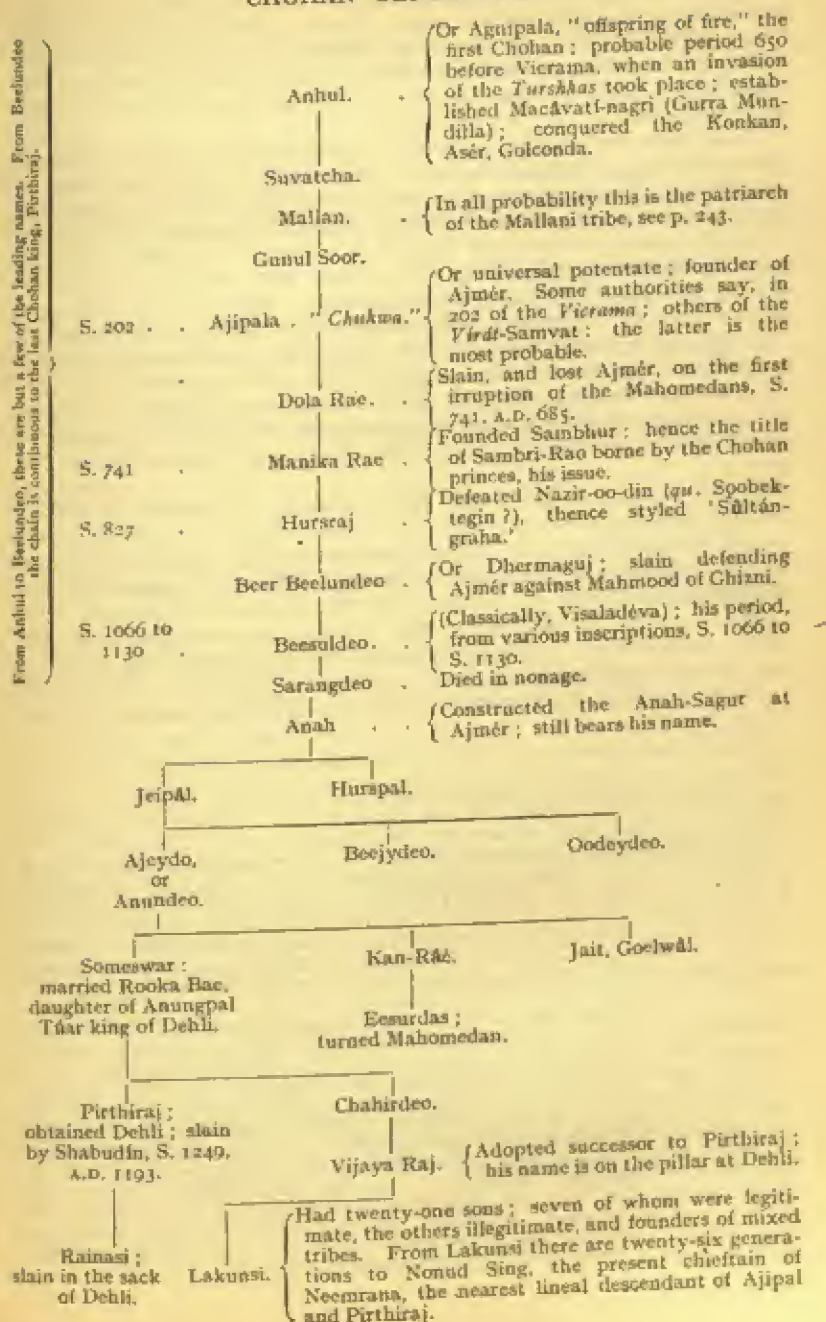 From Anhul to Beelundeo, these are but a few of the leading names. From Beelundeo
the chain is continuous to the last Chohan king, Pirthiraj.
Anhul.
Or Agnipala, "offspring of fire," the
first Chohan; probable period 650
before Vicrama, when an invasion
of the Turshkas took place; estab-
lished Macâvatí-nagri (Gurra Mun-
dilla); conquered the Konkan,
Asér, Golconda.
Suvatcha.
Mallan.
In all probability this is the patriarch
of the Mallani tribe, see p. 243.
Gunul Soor.
S. 202 . . Ajipala . "Chukwa."
Or universal potentate; founder of
Ajmér. Some authorities say, in
202 of the Vicrama; others of the
Virát-Samvat: the latter is the
most probable.
Dola Rae.
Slain, and lost Ajmér, on the first
irruption of the Mahomedans, S.
741, A.D. 685.
S. 741 . Manika Rae .
Founded Sambhur: hence the title
of Sambri-Rao borne by the Chohan
princes, his issue.
S. 827 . Hursraj .
Defeated Nazir-oo-din (qu. Soobek-
tegin ?), thence styled 'Sûltán-
graha.'
Beer Beelundeo .
Or Dhermaguj; slain defending
Ajmér against Mahmood of Ghizni.
S. 1066 to
1130 . Beesuldeo.
(Classically, Visaladéva); his period,
from various inscriptions, S. 1066 to
S. 1130.
Sarangdeo . Died in nonage.
Anah . .
Constructed the Anah-Sagur at
Ajmér; still bears his name.
Jeipâl. Hurspal.
Ajeydo,
or
Anundeo.
Beejydeo. Oodeydeo.
Someswar:
married Rooka Bae,
daughter of Anungpal
Tûar king of Dehli.
Kan-Râé. Jait, Goelwâl.
Eesurdas;
turned Mahomedan.
Pirthiraj;
obtained Dehli; slain
by Shabudín, S. 1249,
A.D. 1193.
Chahirdeo.
Vijaya Raj.
Adopted successor to Pirthiraj;
his name is on the pillar at Dehli.
Rainasi;
slain in the sack
of Dehli.
Lakunsi.
Had twenty-one sons; seven of whom were legiti-
mate, the others illegitimate, and founders of mixed
tribes. From Lakunsi there are twenty-six genera-
tions to Nonud Sing, the present chieftain of
Neemrana, the nearest lineal descendant of Ajipal
and Pirthiraj.